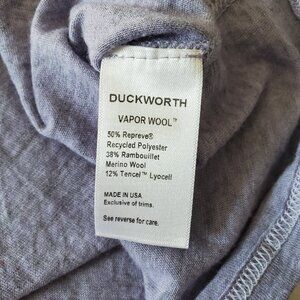 DUCKWORTH
VAPOR WOOL™
50% Repreve®
Recycled Polyester
38% Rambouillet
Merino Wool
12% Tencel™ Lyocell
MADE IN USA
Exclusive of trims.
See reverse for care.